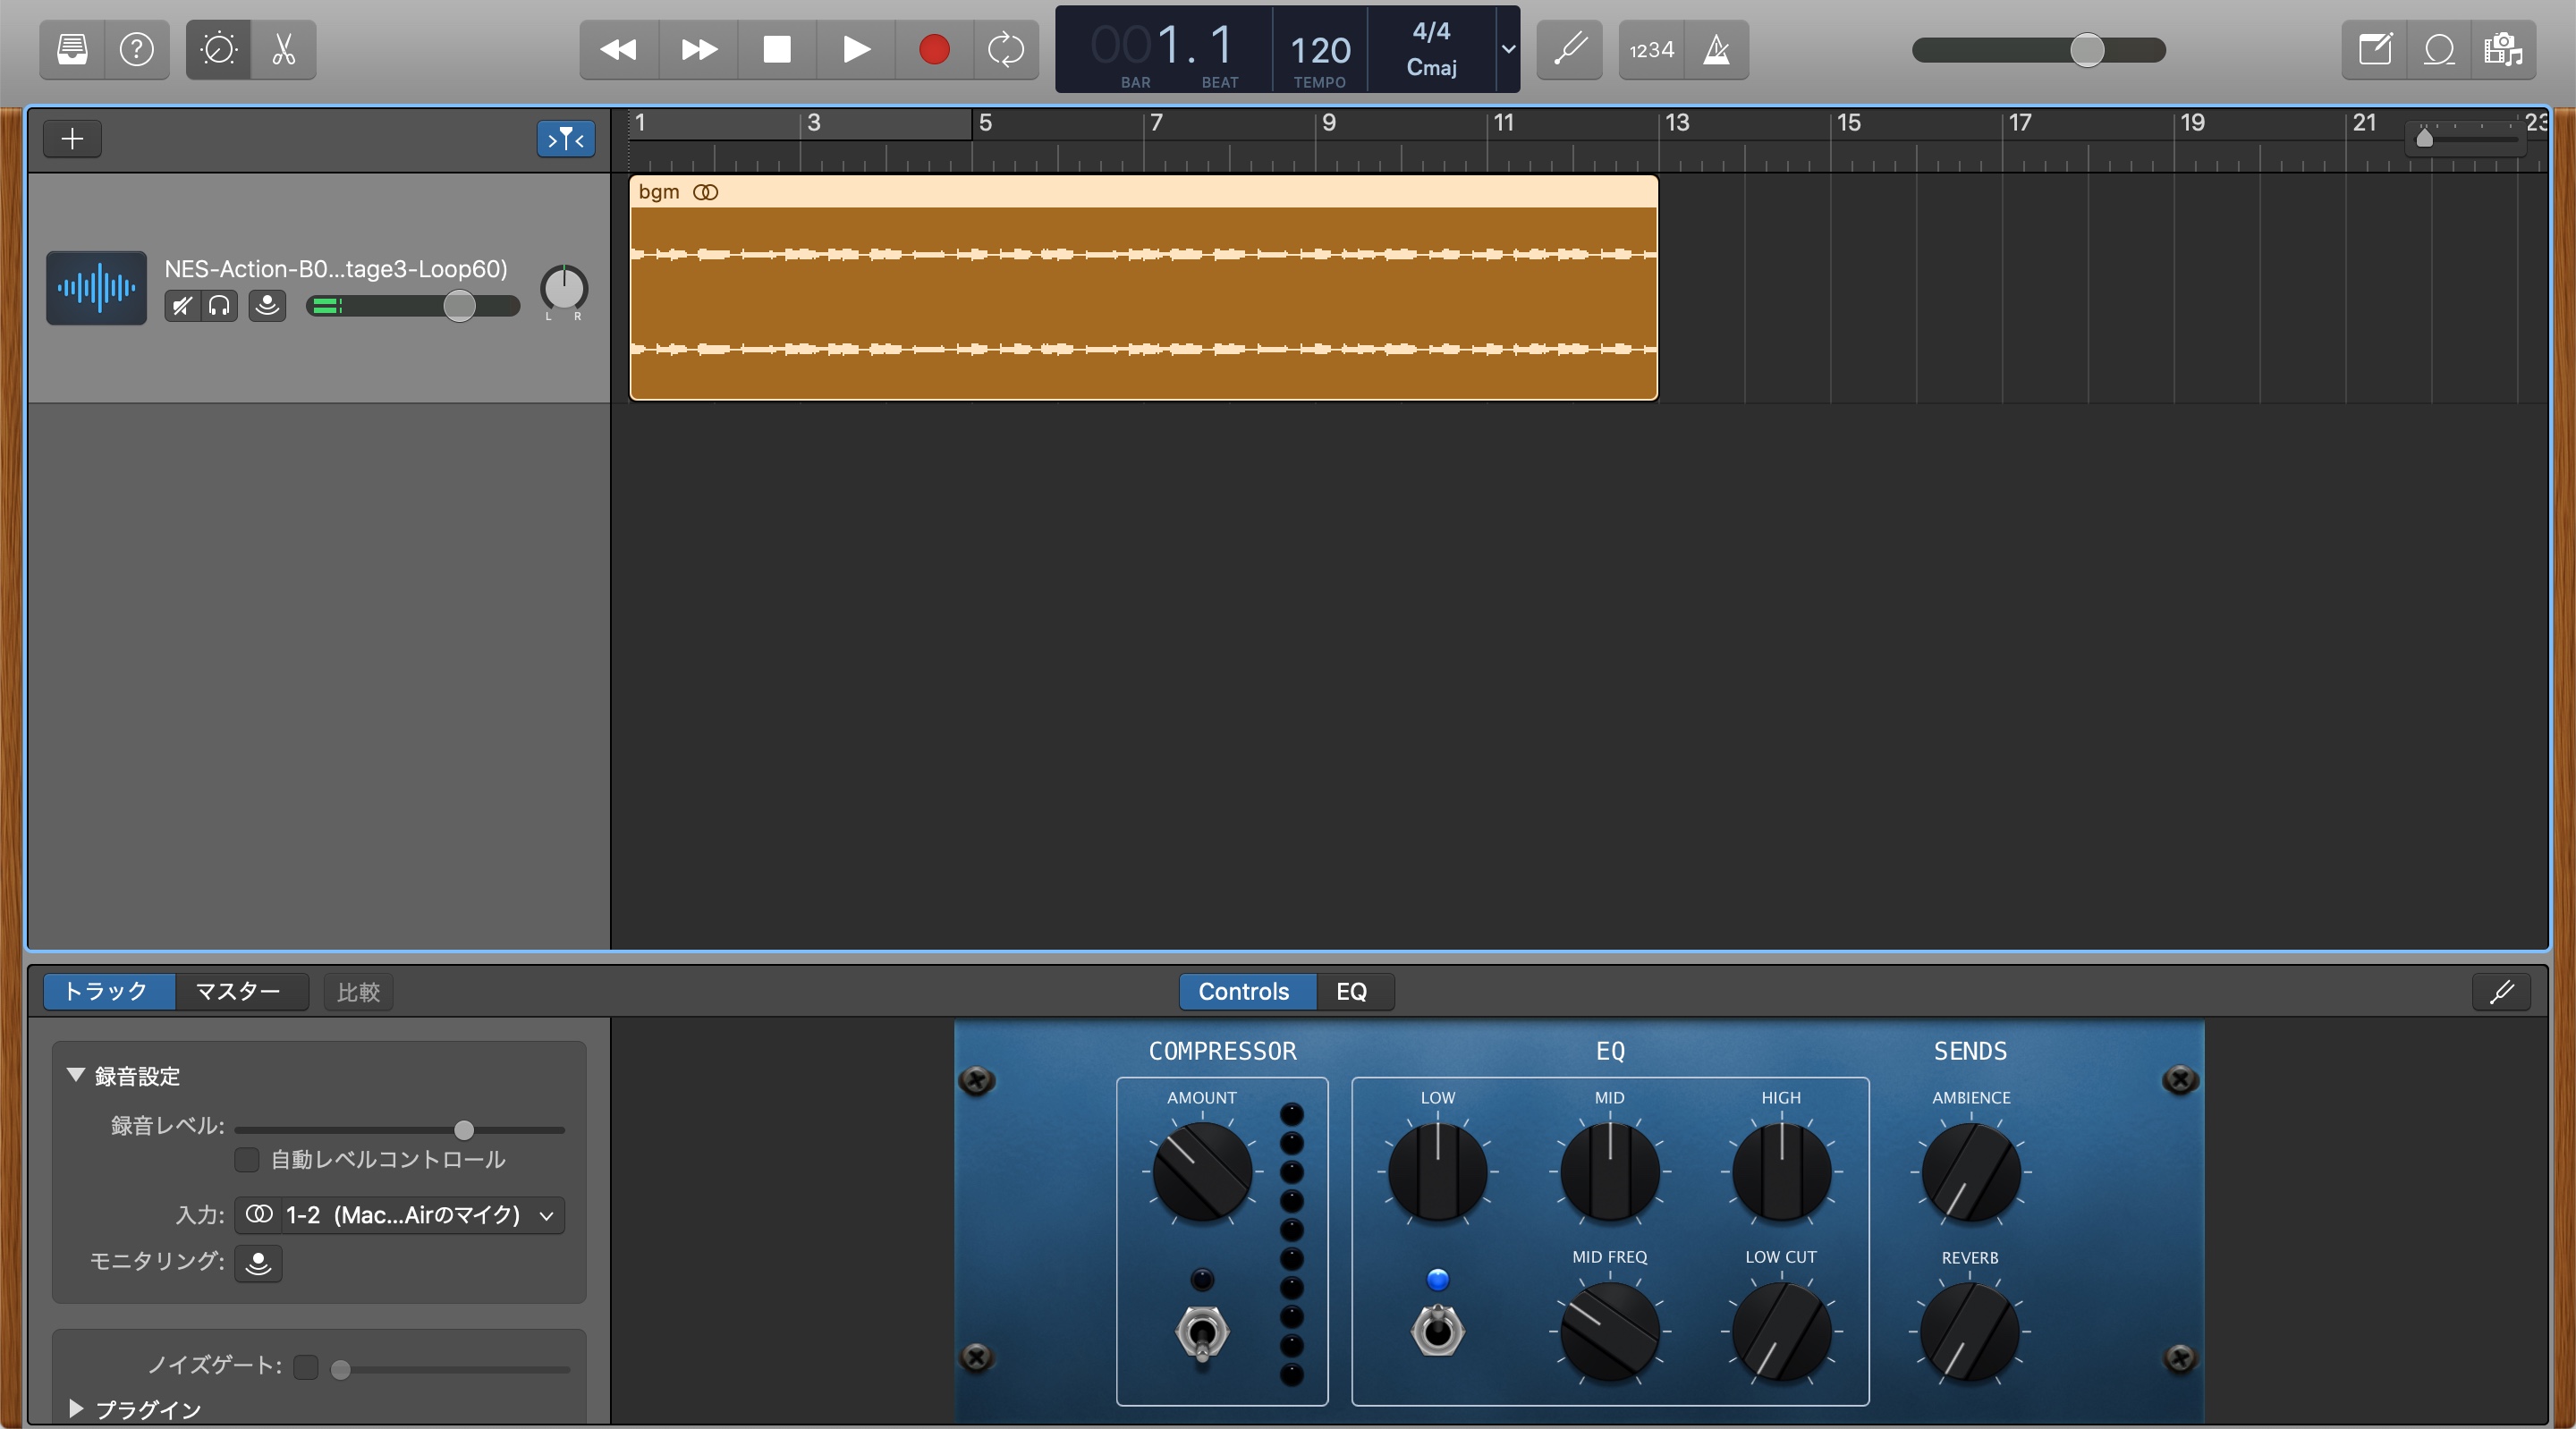 001. 1
BAR BEAT
120
TEMPO
4/4
Cmaj
1234
1 3 5 7 9 11 13 15 17 19 21 23
bgm
NES-Action-B0...tage3-Loop60)
L R
トラック マスター 比較
Controls EQ
録音設定
録音レベル:
自動レベルコントロール
入力: 1-2 (Mac...Airのマイク)
モニタリング:
ノイズゲート:
プラグイン
COMPRESSOR EQ SENDS
AMOUNT LOW MID HIGH AMBIENCE
MID FREQ LOW CUT REVERB